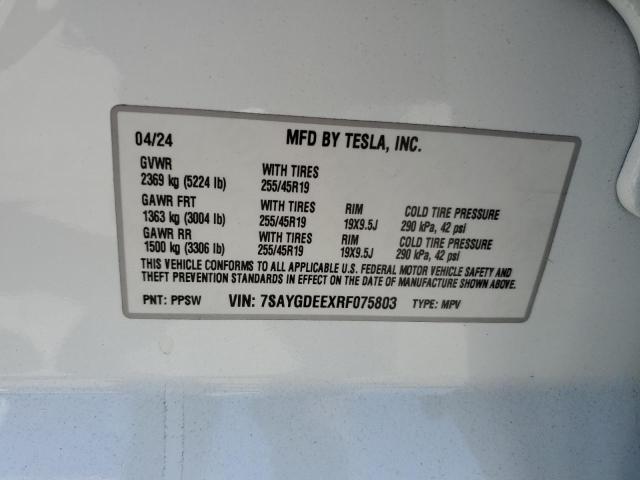 04/24 MFD BY TESLA, INC.
GVWR WITH TIRES
2369 kg (5224 lb) 255/45R19
GAWR FRT WITH TIRES RIM COLD TIRE PRESSURE
1363 kg (3004 lb) 255/45R19 19X9.5J 290 kPa, 42 psi
GAWR RR WITH TIRES RIM COLD TIRE PRESSURE
1500 kg (3306 lb) 255/45R19 19X9.5J 290 kPa, 42 psi
THIS VEHICLE CONFORMS TO ALL APPLICABLE U.S. FEDERAL MOTOR VEHICLE SAFETY AND
THEFT PREVENTION STANDARDS IN EFFECT ON THE DATE OF MANUFACTURE SHOWN ABOVE.
PNT: PPSW VIN: 7SAYGDEEXRF075803 TYPE: MPV